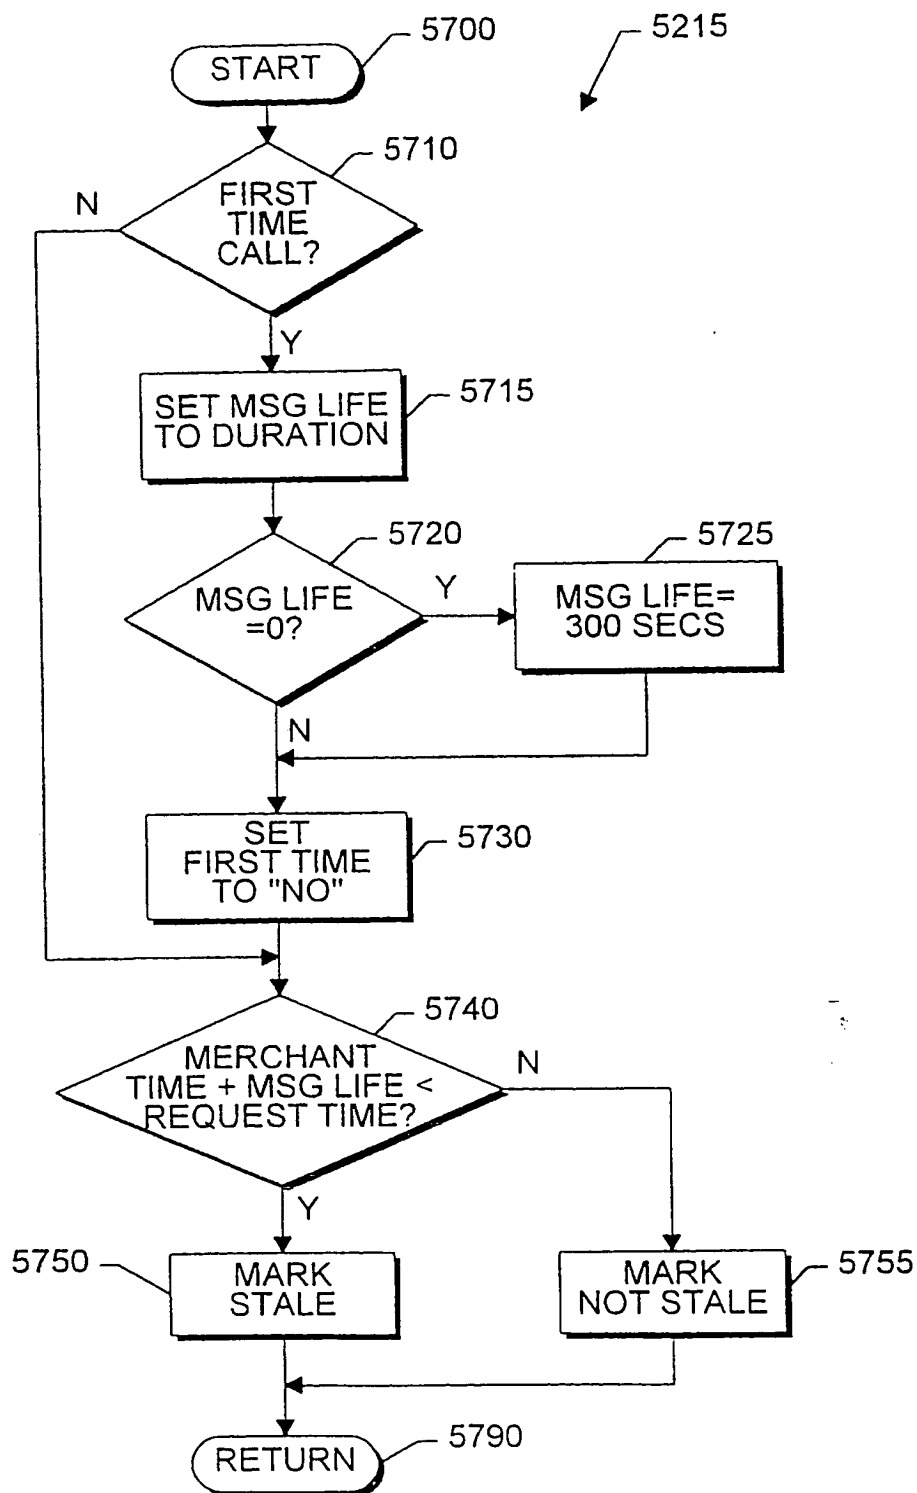 5700
5215
START
5710
N
FIRST
TIME
CALL?
Y
5715
SET MSG LIFE
TO DURATION
5720
5725
MSG LIFE
=0?
Y
MSG LIFE=
300 SECS
N
SET
FIRST TIME
TO "NO"
5730
5740
MERCHANT
TIME + MSG LIFE <
REQUEST TIME?
N
Y
5750
MARK
STALE
MARK
NOT STALE
5755
RETURN
5790